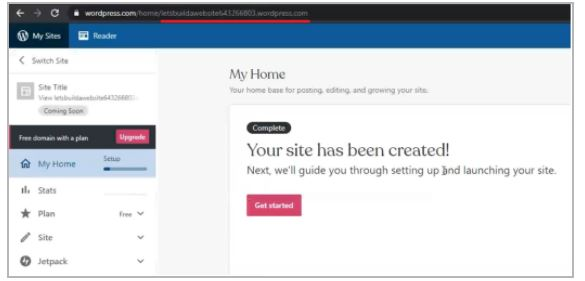 wordpress.com/home/letsbuildawebsite643266803.wordpress.com
My Sites
Reader
Switch Site
Site Title
View letsbuildawebsite643266803
Coming Soon
Free domain with a plan
Upgrade
My Home
Setup
Stats
Plan
Free
Site
Jetpack
My Home
Your home base for posting, editing, and growing your site.
Complete
Your site has been created!
Next, we'll guide you through setting up and launching your site.
Get started